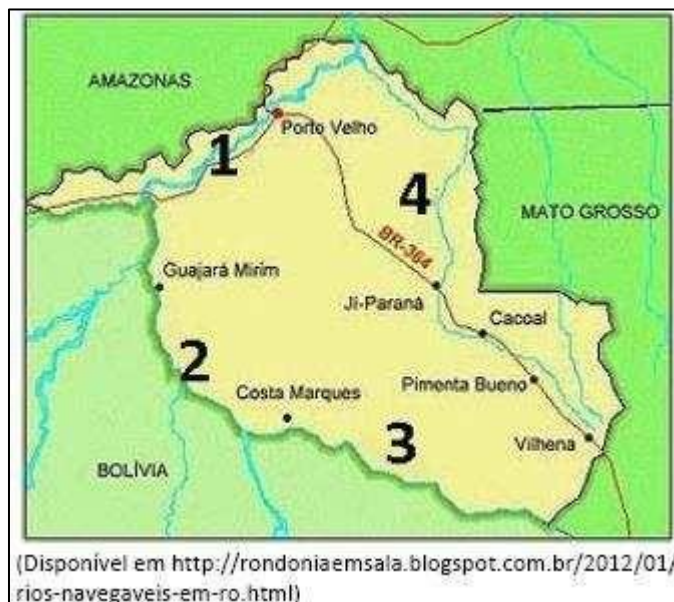 AMAZONAS
1
Porto Velho
4
MATO GROSSO
BR-364
Guajará Mirim
Jí-Paraná
Cacoal
2
Pimenta Bueno
Costa Marques
3
Vilhena
BOLÍVIA
(Disponível em http://rondoniaemsala.blogspot.com.br/2012/01/
rios-navegaveis-em-ro.html)